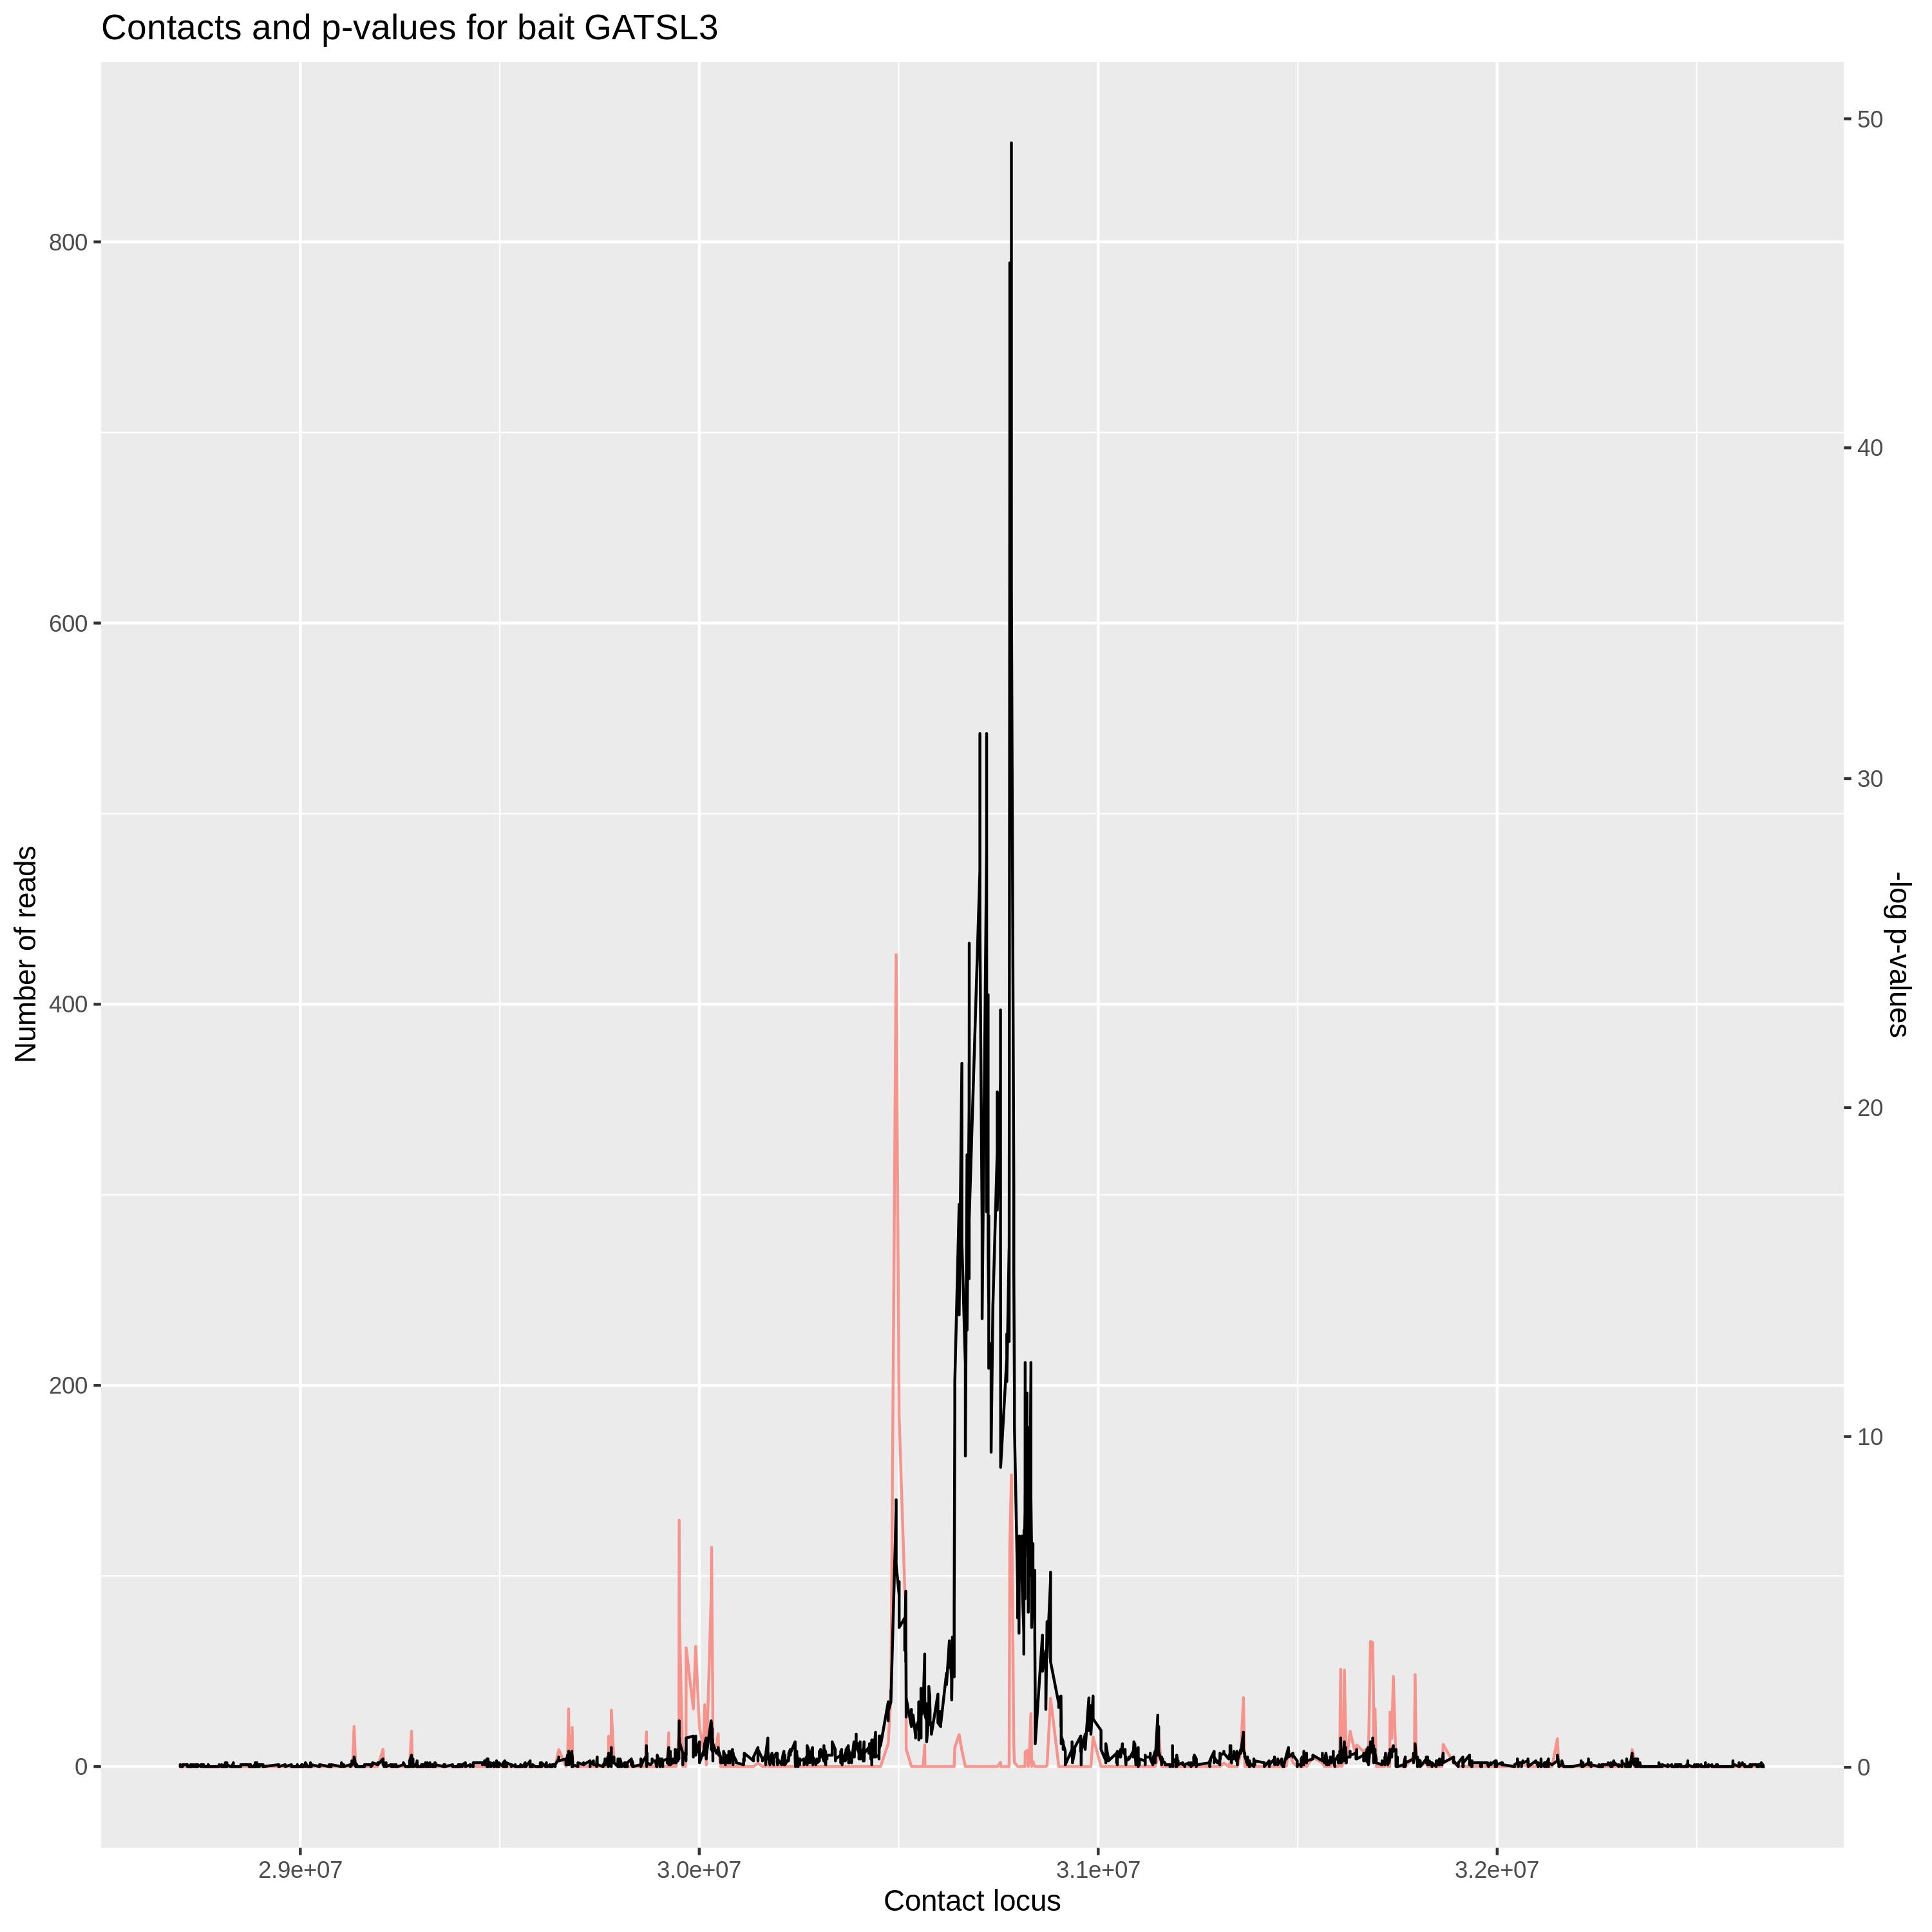 Contacts and p-values for bait GATSL3
800
600
400
200
0
Number of reads
50
40
30
20
10
0
-log p-values
2.9e+07 3.0e+07 3.1e+07 3.2e+07
Contact locus